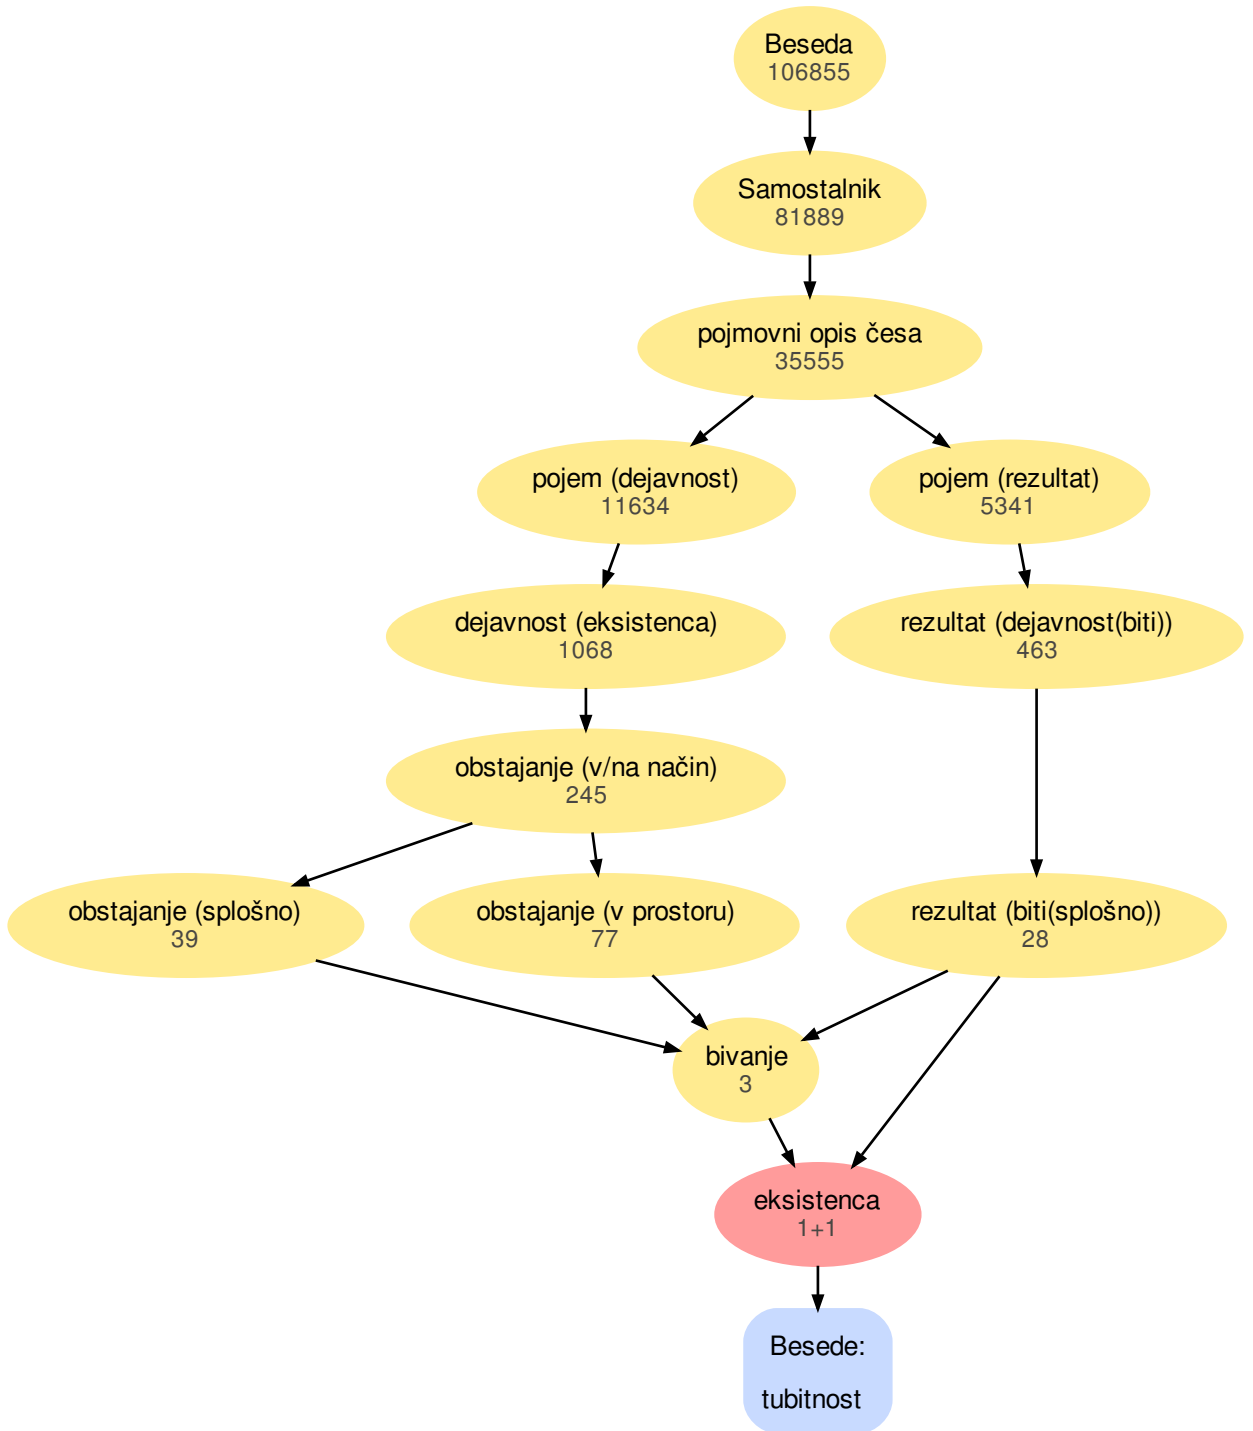 Beseda
106855
Samostalnik
81889
pojmovni opis česa
35555
pojem (dejavnost)
11634
pojem (rezultat)
5341
dejavnost (eksistenca)
1068
rezultat (dejavnost(biti))
463
obstajanje (v/na način)
245
obstajanje (splošno)
39
obstajanje (v prostoru)
77
rezultat (biti(splošno))
28
bivanje
3
eksistenca
1+1
Besede:
tubitnost